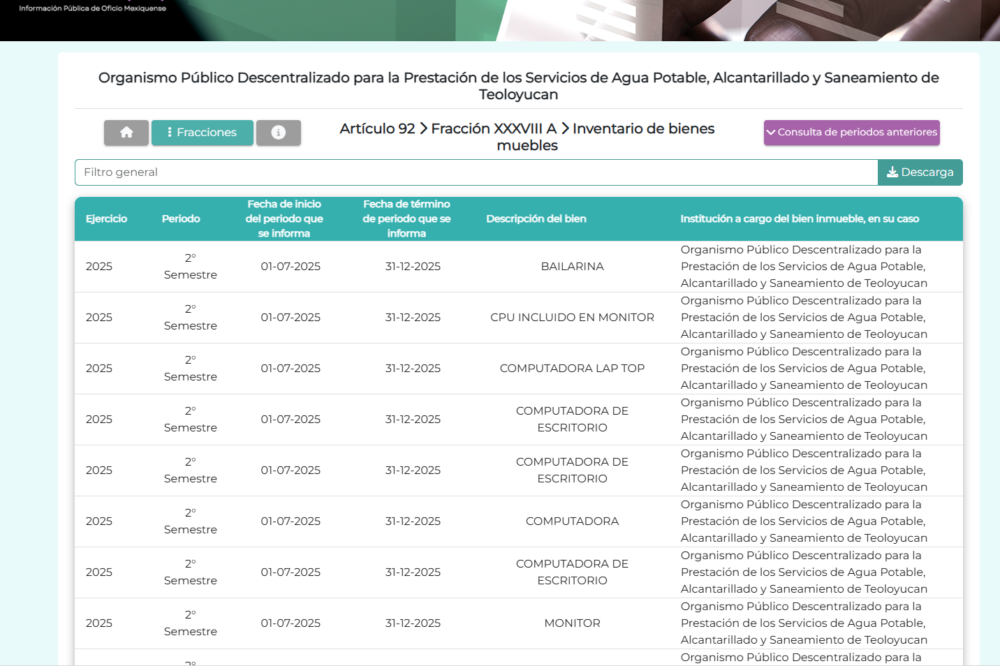 Información Pública de Oficio Mexiquense
Organismo Público Descentralizado para la Prestación de los Servicios de Agua Potable, Alcantarillado y Saneamiento de
Teoloyucan
Fracciones
Artículo 92 > Fracción XXXVIII A > Inventario de bienes
muebles
Consulta de periodos anteriores
Filtro general
Descarga
Ejercicio
Periodo
Fecha de inicio
del periodo que
se informa
Fecha de término
de periodo que se
informa
Descripción del bien
Institución a cargo del bien inmueble, en su caso
2025
2°
Semestre
01-07-2025
31-12-2025
BAILARINA
Organismo Público Descentralizado para la
Prestación de los Servicios de Agua Potable,
Alcantarillado y Saneamiento de Teoloyucan
2025
2°
Semestre
01-07-2025
31-12-2025
CPU INCLUIDO EN MONITOR
Organismo Público Descentralizado para la
Prestación de los Servicios de Agua Potable,
Alcantarillado y Saneamiento de Teoloyucan
2025
2°
Semestre
01-07-2025
31-12-2025
COMPUTADORA LAP TOP
Organismo Público Descentralizado para la
Prestación de los Servicios de Agua Potable,
Alcantarillado y Saneamiento de Teoloyucan
2025
2°
Semestre
01-07-2025
31-12-2025
COMPUTADORA DE
ESCRITORIO
Organismo Público Descentralizado para la
Prestación de los Servicios de Agua Potable,
Alcantarillado y Saneamiento de Teoloyucan
2025
2°
Semestre
01-07-2025
31-12-2025
COMPUTADORA DE
ESCRITORIO
Organismo Público Descentralizado para la
Prestación de los Servicios de Agua Potable,
Alcantarillado y Saneamiento de Teoloyucan
2025
2°
Semestre
01-07-2025
31-12-2025
COMPUTADORA
Organismo Público Descentralizado para la
Prestación de los Servicios de Agua Potable,
Alcantarillado y Saneamiento de Teoloyucan
2025
2°
Semestre
01-07-2025
31-12-2025
COMPUTADORA DE
ESCRITORIO
Organismo Público Descentralizado para la
Prestación de los Servicios de Agua Potable,
Alcantarillado y Saneamiento de Teoloyucan
2025
2°
Semestre
01-07-2025
31-12-2025
MONITOR
Organismo Público Descentralizado para la
Prestación de los Servicios de Agua Potable,
Alcantarillado y Saneamiento de Teoloyucan
2°
Organismo Público Descentralizado para la